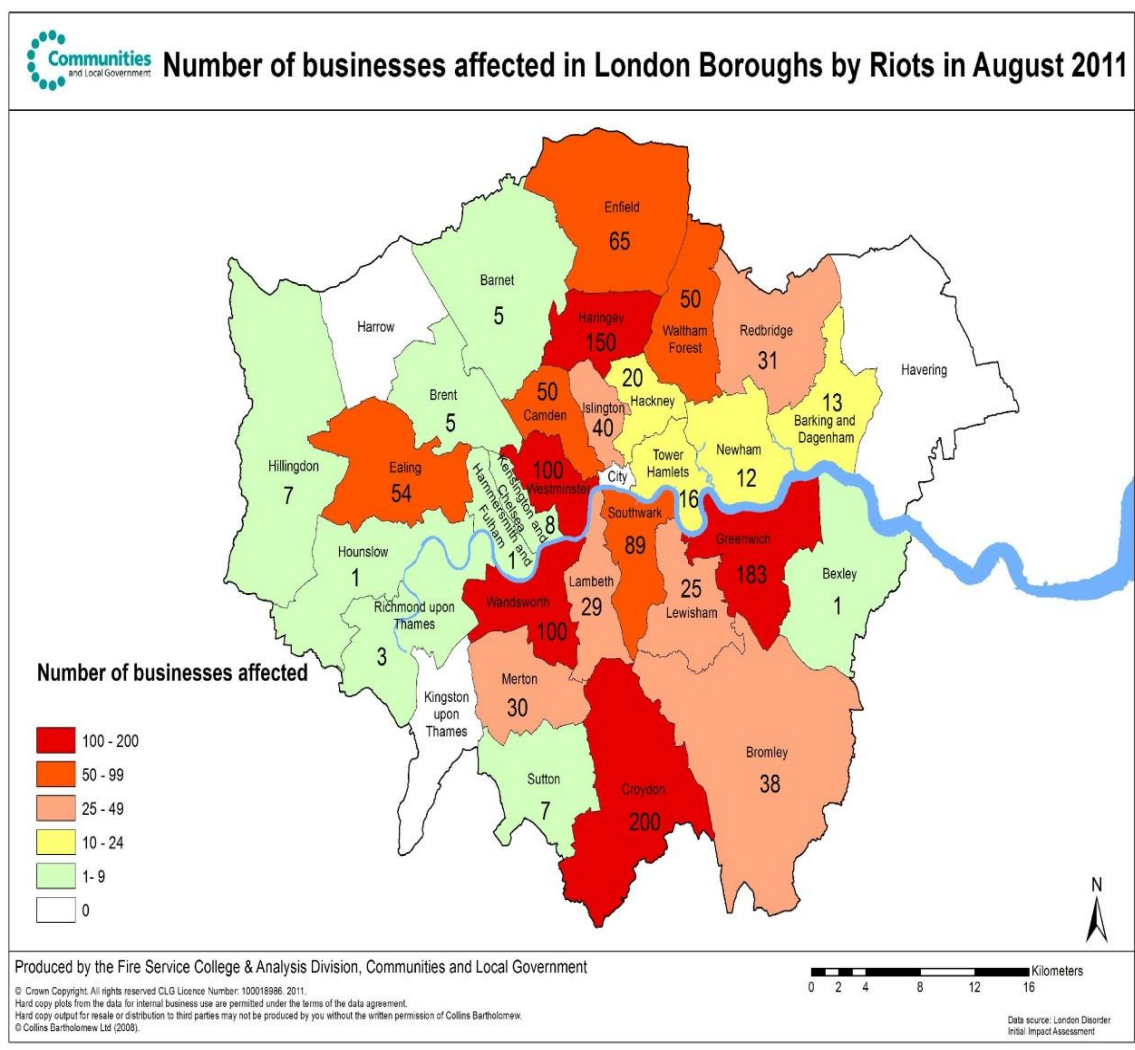 Communities
and Local Government
Number of businesses affected in London Boroughs by Riots in August 2011
Enfield
65
Barnet
5
Harrow
Haringey
150
50
Waltham
Forest
Redbridge
31
Havering
Brent
5
50
Camden
Islington
40
20
Hackney
13
Barking and
Dagenham
Hillingdon
7
Ealing
54
Kensington and
Chelsea
8
Hammersmith and
Fulham
1
100
Westminster
City
Tower
Hamlets
16
Newham
12
Hounslow
1
Richmond upon
Thames
3
Wandsworth
100
Lambeth
29
Southwark
89
25
Lewisham
Greenwich
183
Bexley
1
Kingston
upon
Thames
Merton
30
Sutton
7
Croydon
200
Bromley
38
Number of businesses affected
100 - 200
50 - 99
25 - 49
10 - 24
1- 9
0
N
Produced by the Fire Service College & Analysis Division, Communities and Local Government
© Crown Copyright. All rights reserved CLG Licence Number: 100018986. 2011.
Hard copy plots from the data for internal business use are permitted under the terms of the data agreement.
Hard copy output for resale or distribution to third parties may not be produced by you without the written permission of Collins Bartholomew.
© Collins Bartholomew Ltd (2008).
Kilometers
0 2 4 8 12 16
Data source: London Disorder
Initial Impact Assessment